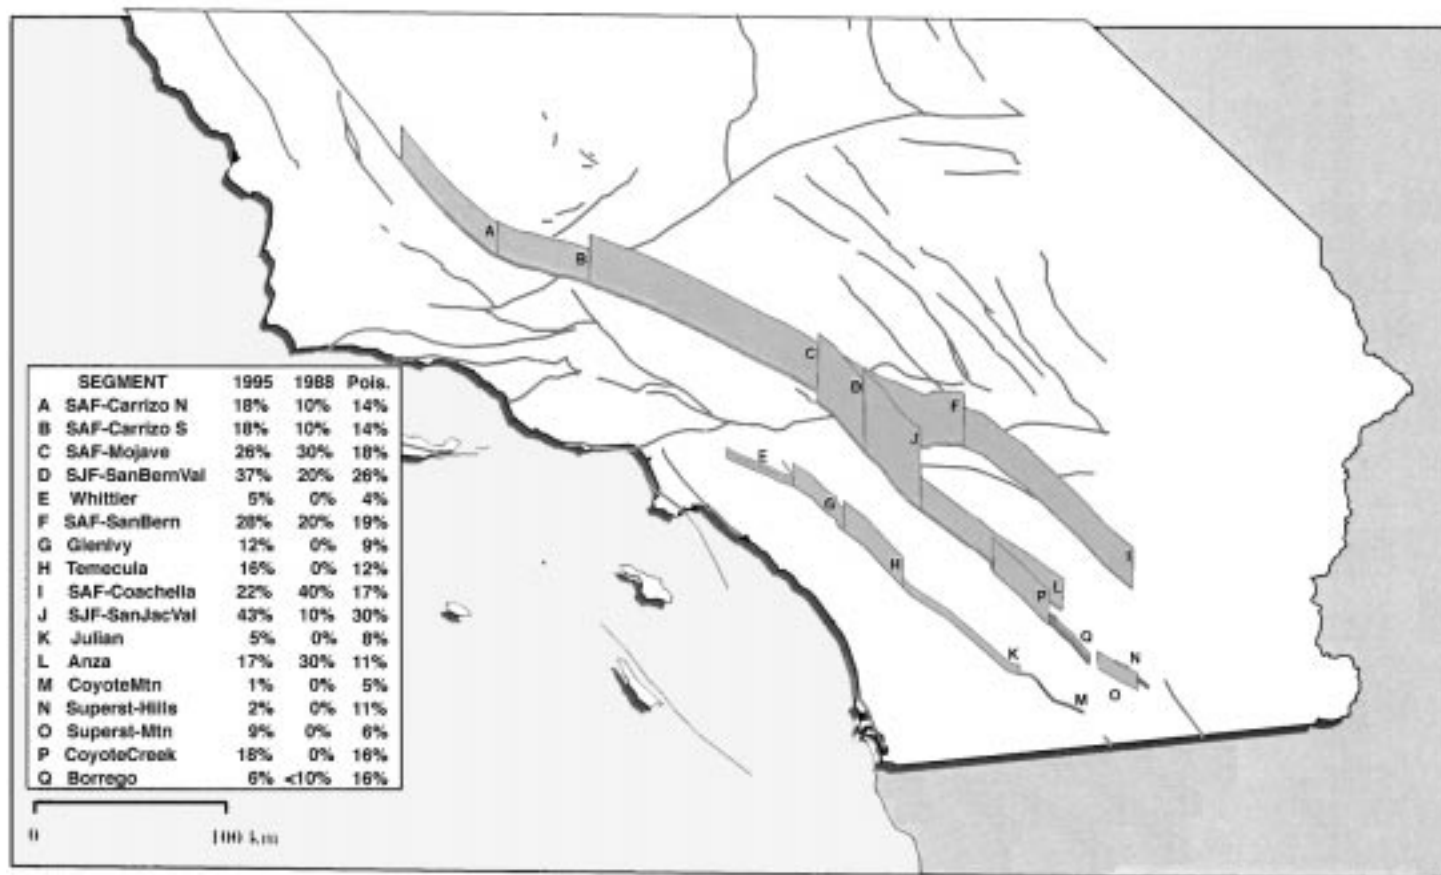 A
B
C
D
F
J
E
G
H
I
L
P
Q
K
N
M
O
SEGMENT 1995 1988 Pois.
A SAF-Carrizo N 18% 10% 14%
B SAF-Carrizo S 18% 10% 14%
C SAF-Mojave 26% 30% 18%
D SJF-SanBernVal 37% 20% 26%
E Whittier 5% 0% 4%
F SAF-SanBern 28% 20% 19%
G GlenIvy 12% 0% 9%
H Temecula 16% 0% 12%
I SAF-Coachella 22% 40% 17%
J SJF-SanJacVal 43% 10% 30%
K Julian 5% 0% 8%
L Anza 17% 30% 11%
M CoyoteMtn 1% 0% 5%
N Superst-Hills 2% 0% 11%
O Superst-Mtn 9% 0% 6%
P CoyoteCreek 18% 0% 16%
Q Borrego 6% <10% 16%
0 100 km